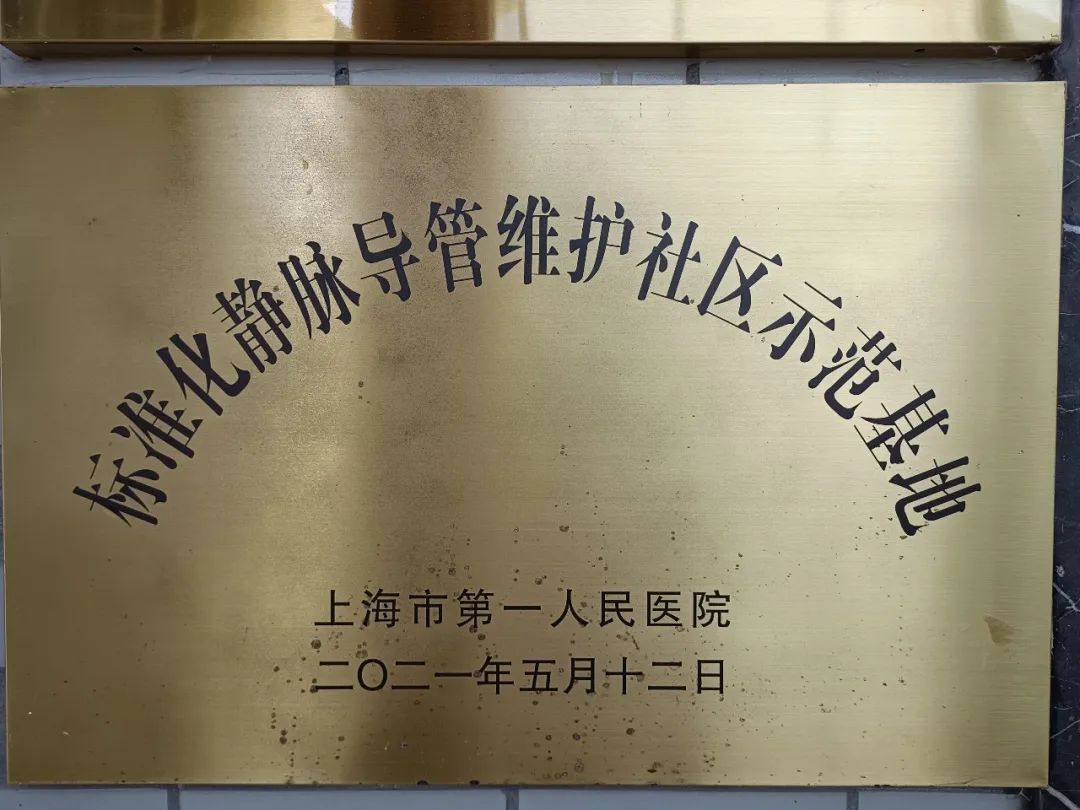 标准化静脉导管维护社区示范基地
上海市第一人民医院
二〇二一年五月十二日